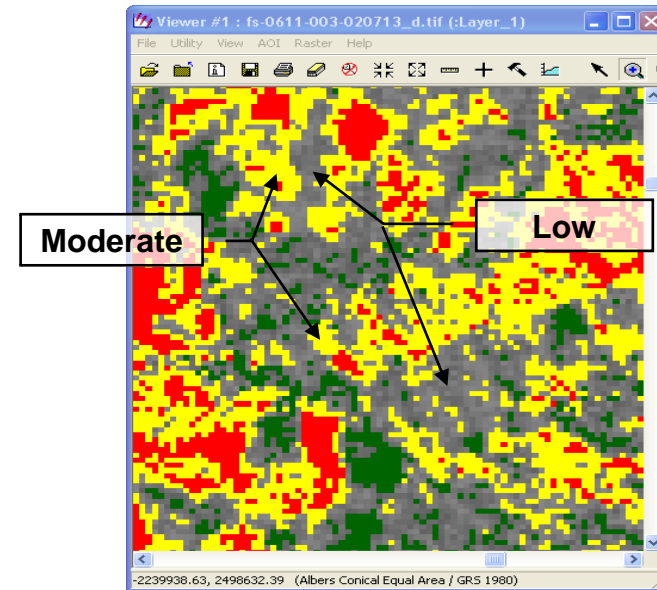 Viewer #1 : fs-0611-003-020713_d.tif (:Layer_1)
File Utility View AOI Raster Help
Moderate
Low
-2239938.63, 2498632.39 (Albers Conical Equal Area / GRS 1980)